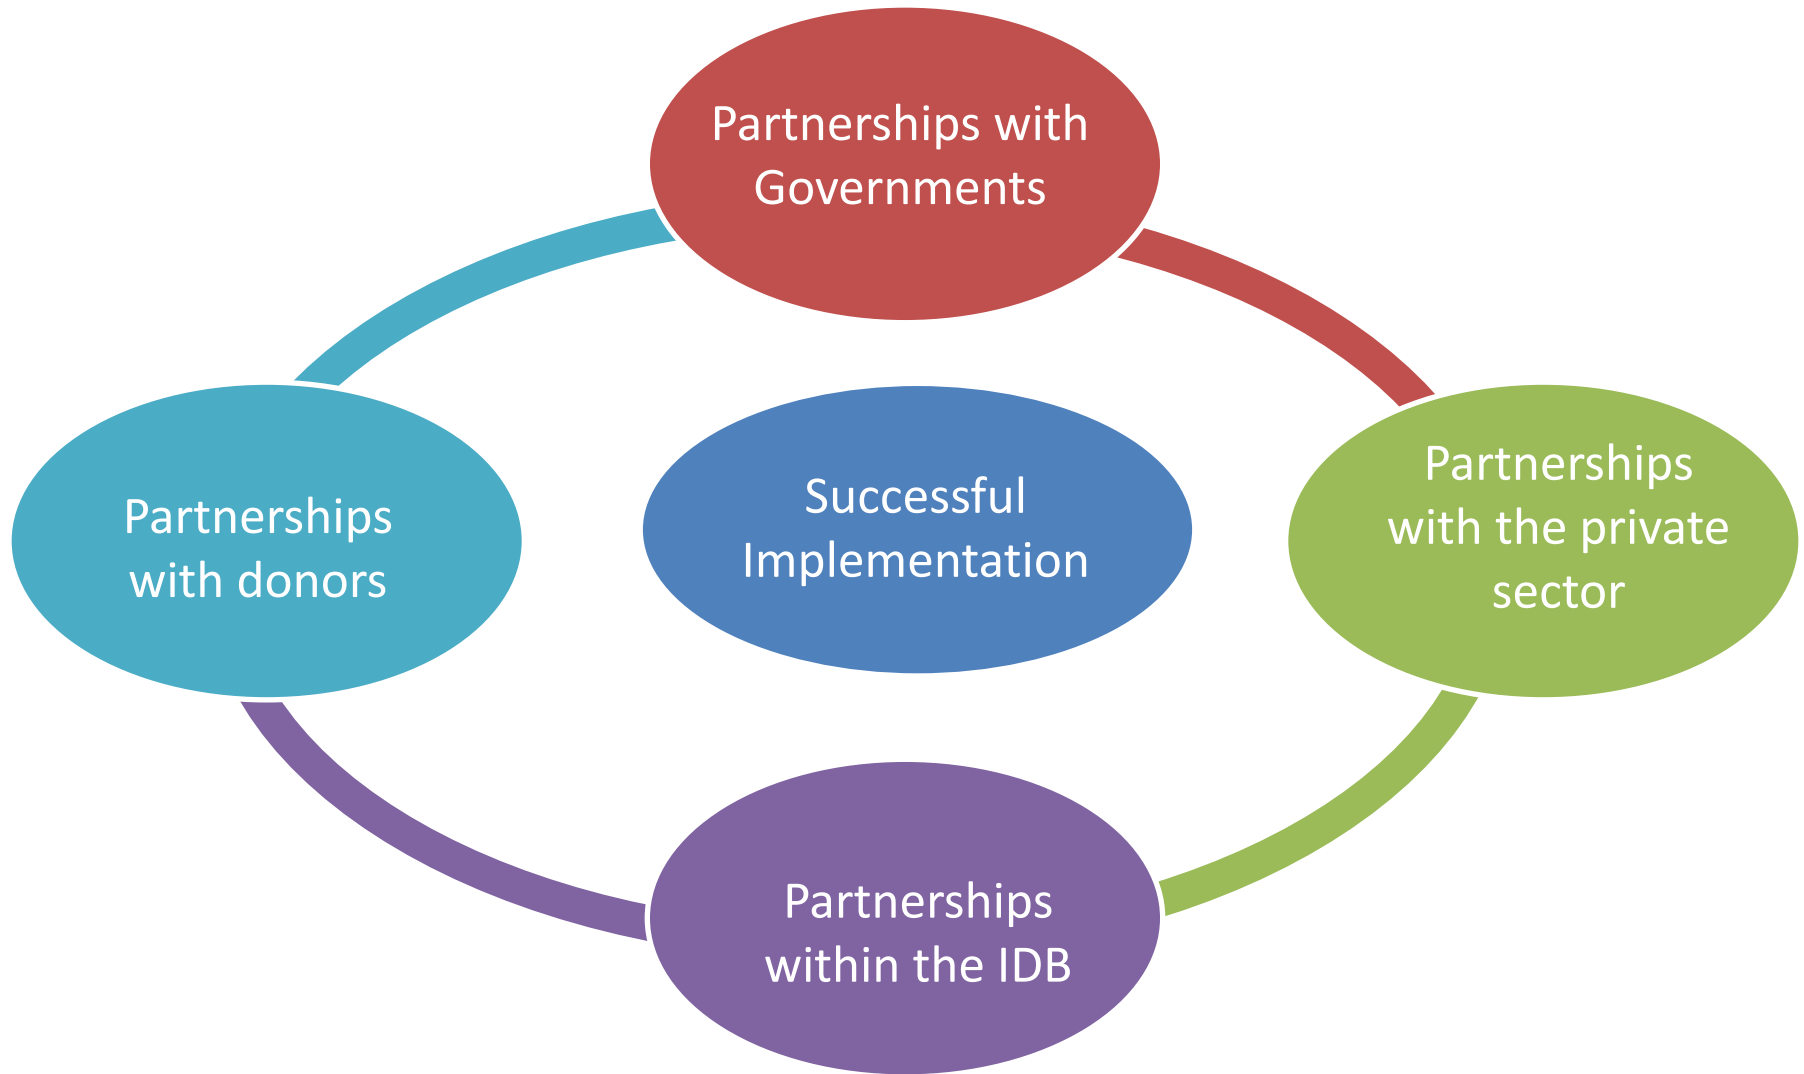 Partnerships with
Governments
Partnerships
with donors
Successful
Implementation
Partnerships
with the private
sector
Partnerships
within the IDB